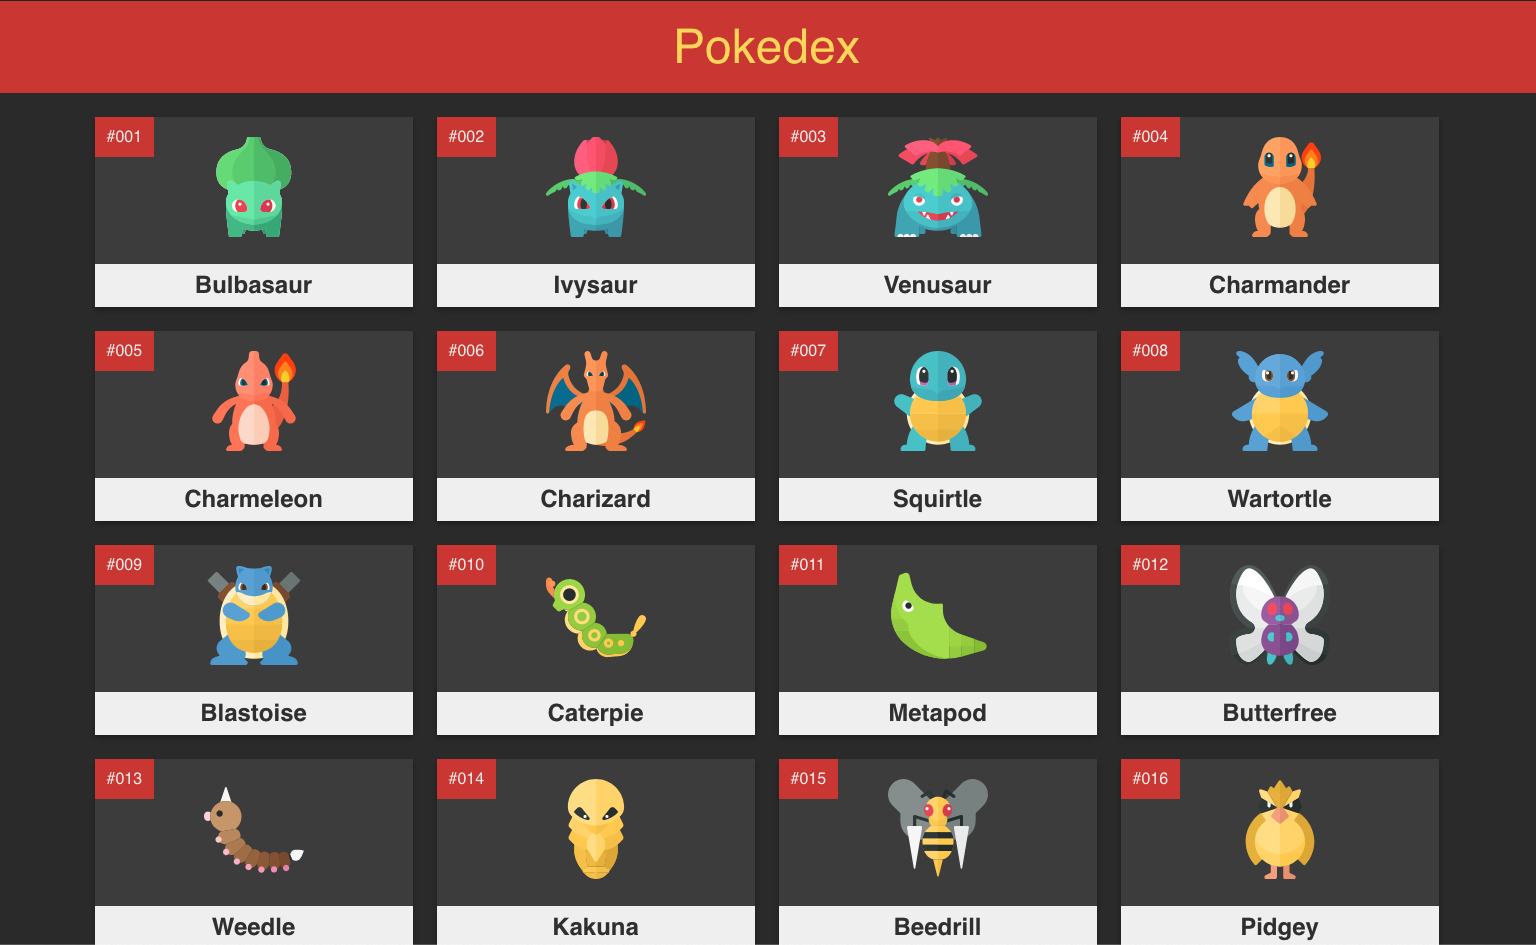 Pokedex
#001
Bulbasaur
#002
Ivysaur
#003
Venusaur
#004
Charmander
#005
Charmeleon
#006
Charizard
#007
Squirtle
#008
Wartortle
#009
Blastoise
#010
Caterpie
#011
Metapod
#012
Butterfree
#013
Weedle
#014
Kakuna
#015
Beedrill
#016
Pidgey